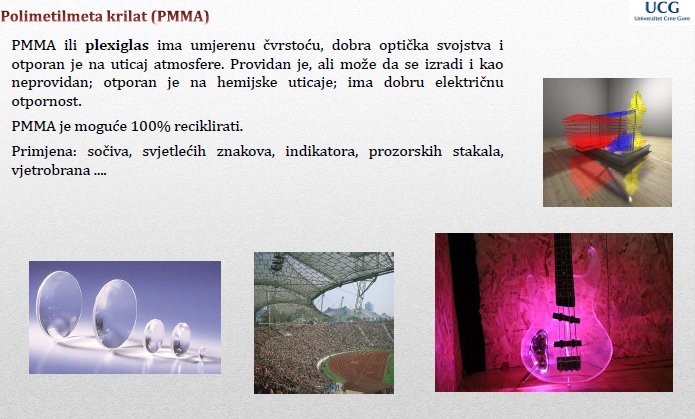 Polimetilmeta krilat (PMMA)
UCG
Univerzitet Crne Gore
PMMA ili plexiglas ima umjerenu čvrstoću, dobra optička svojstva i
otporan je na uticaj atmosfere. Providan je, ali može da se izradi i kao
neprovidan; otporan je na hemijske uticaje; ima dobru električnu
otpornost.
PMMA je moguće 100% reciklirati.
Primjena: sočiva, svjetlećih znakova, indikatora, prozorskih stakala,
vjetrobrana ....